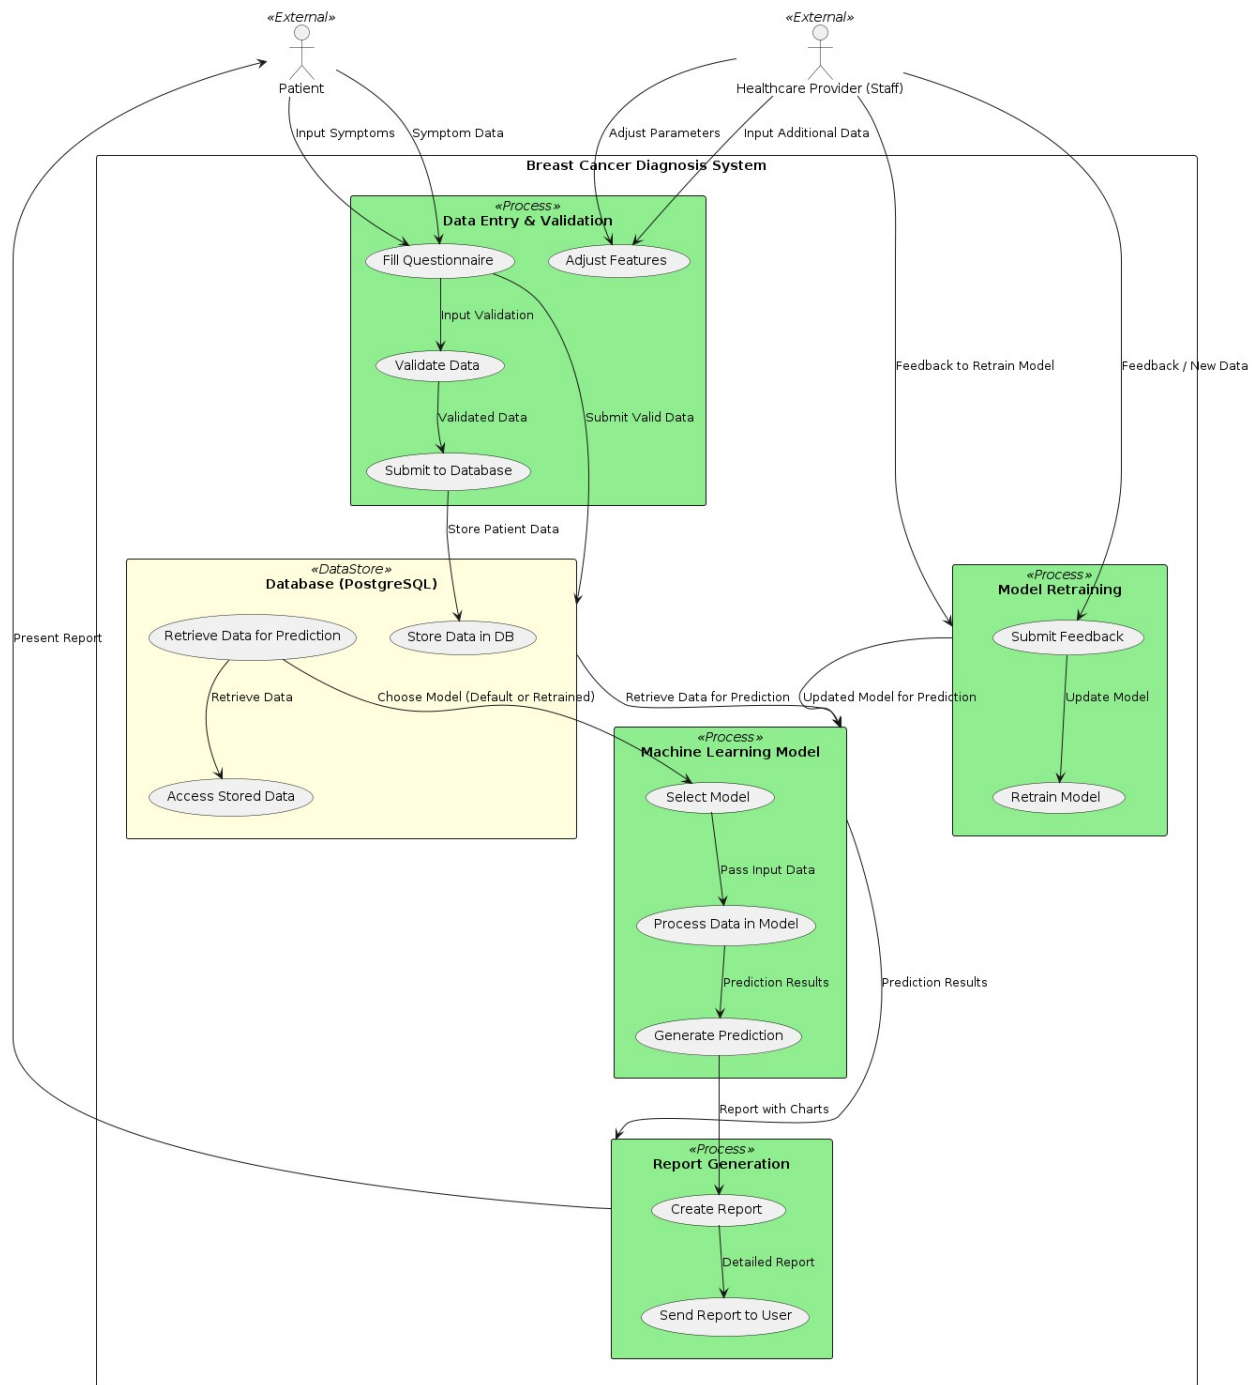 «External»
Patient
«External»
Healthcare Provider (Staff)
Input Symptoms
Symptom Data
Adjust Parameters
Input Additional Data
Breast Cancer Diagnosis System
«Process»
Data Entry & Validation
Fill Questionnaire
Adjust Features
Input Validation
Validate Data
Feedback to Retrain Model
Feedback / New Data
Validated Data
Submit Valid Data
Submit to Database
Store Patient Data
«DataStore»
Database (PostgreSQL)
«Process»
Model Retraining
Present Report
Retrieve Data for Prediction
Store Data in DB
Submit Feedback
Retrieve Data
Choose Model (Default or Retrained)
Retrieve Data for Prediction
Updated Model for Prediction
Update Model
«Process»
Machine Learning Model
Access Stored Data
Select Model
Retrain Model
Pass Input Data
Process Data in Model
Prediction Results
Prediction Results
Generate Prediction
Report with Charts
«Process»
Report Generation
Create Report
Detailed Report
Send Report to User